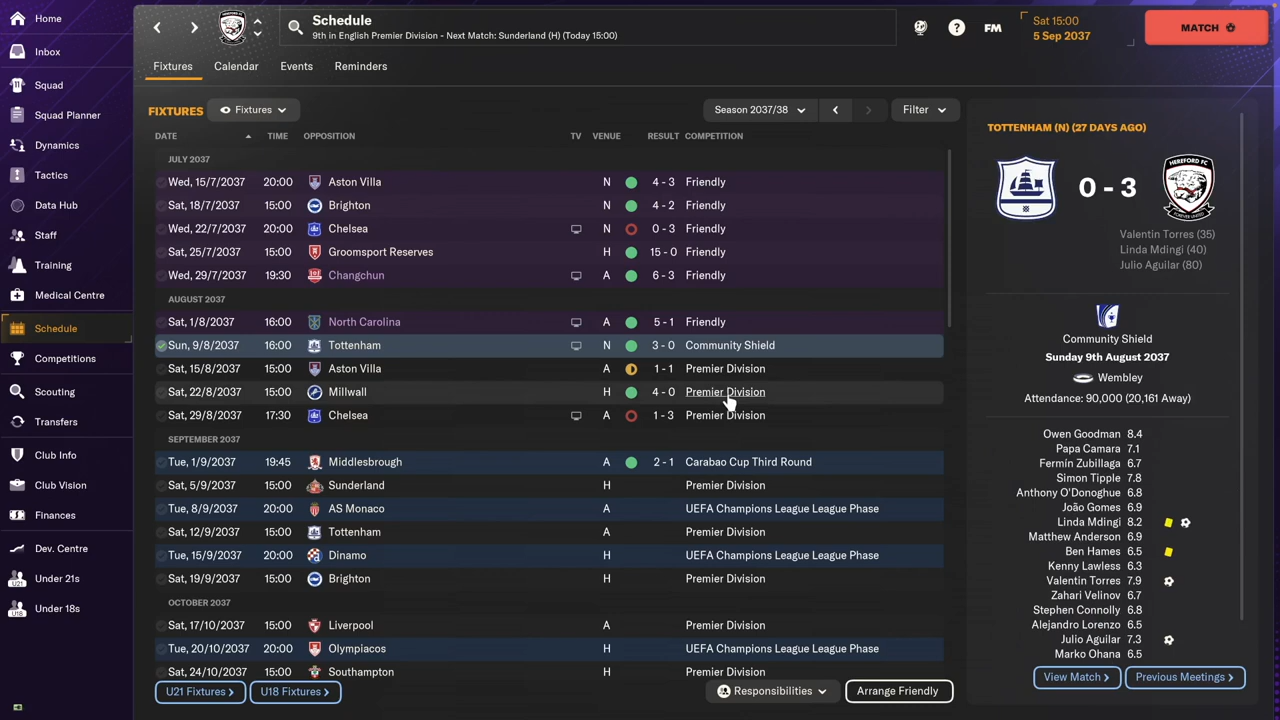 Home
Inbox
Squad
Squad Planner
Dynamics
Tactics
Data Hub
Staff
Training
Medical Centre
Schedule
Competitions
Scouting
Transfers
Club Info
Club Vision
Finances
Dev. Centre
Under 21s
Under 18s
Schedule
9th in English Premier Division - Next Match: Sunderland (H) (Today 15:00)
FM
Sat 15:00
5 Sep 2037
MATCH
Fixtures Calendar Events Reminders
FIXTURES Fixtures Season 2037/38 Filter
DATE TIME OPPOSITION TV VENUE RESULT COMPETITION
JULY 2037
Wed, 15/7/2037 20:00 Aston Villa N 4 - 3 Friendly
Sat, 18/7/2037 15:00 Brighton N 4 - 2 Friendly
Wed, 22/7/2037 20:00 Chelsea N 0 - 3 Friendly
Sat, 25/7/2037 15:00 Groomsport Reserves H 15 - 0 Friendly
Wed, 29/7/2037 19:30 Changchun A 6 - 3 Friendly
AUGUST 2037
Sat, 1/8/2037 16:00 North Carolina A 5 - 1 Friendly
Sun, 9/8/2037 16:00 Tottenham N 3 - 0 Community Shield
Sat, 15/8/2037 15:00 Aston Villa A 1 - 1 Premier Division
Sat, 22/8/2037 15:00 Millwall H 4 - 0 Premier Division
Sat, 29/8/2037 17:30 Chelsea A 1 - 3 Premier Division
SEPTEMBER 2037
Tue, 1/9/2037 19:45 Middlesbrough A 2 - 1 Carabao Cup Third Round
Sat, 5/9/2037 15:00 Sunderland H Premier Division
Tue, 8/9/2037 20:00 AS Monaco A UEFA Champions League League Phase
Sat, 12/9/2037 15:00 Tottenham A Premier Division
Tue, 15/9/2037 20:00 Dinamo H UEFA Champions League League Phase
Sat, 19/9/2037 15:00 Brighton H Premier Division
OCTOBER 2037
Sat, 17/10/2037 15:00 Liverpool A Premier Division
Tue, 20/10/2037 20:00 Olympiacos H UEFA Champions League League Phase
Sat, 24/10/2037 15:00 Southampton H Premier Division
U21 Fixtures > U18 Fixtures > Responsibilities Arrange Friendly
TOTTENHAM (N) (27 DAYS AGO)
0 - 3
HEREFORD FC
Valentin Torres (35)
Linda Mdingi (40)
Julio Aguilar (80)
Community Shield
Sunday 9th August 2037
Wembley
Attendance: 90,000 (20,161 Away)
Owen Goodman 8.4
Papa Camara 7.1
Fermín Zubillaga 6.7
Simon Tipple 7.8
Anthony O'Donoghue 6.8
João Gomes 6.9
Linda Mdingi 8.2
Matthew Anderson 6.9
Ben Hames 6.5
Kenny Lawless 6.3
Valentin Torres 7.9
Zahari Velinov 6.7
Stephen Connolly 6.8
Alejandro Lorenzo 6.5
Julio Aguilar 7.3
Marko Ohana 6.5
View Match > Previous Meetings >